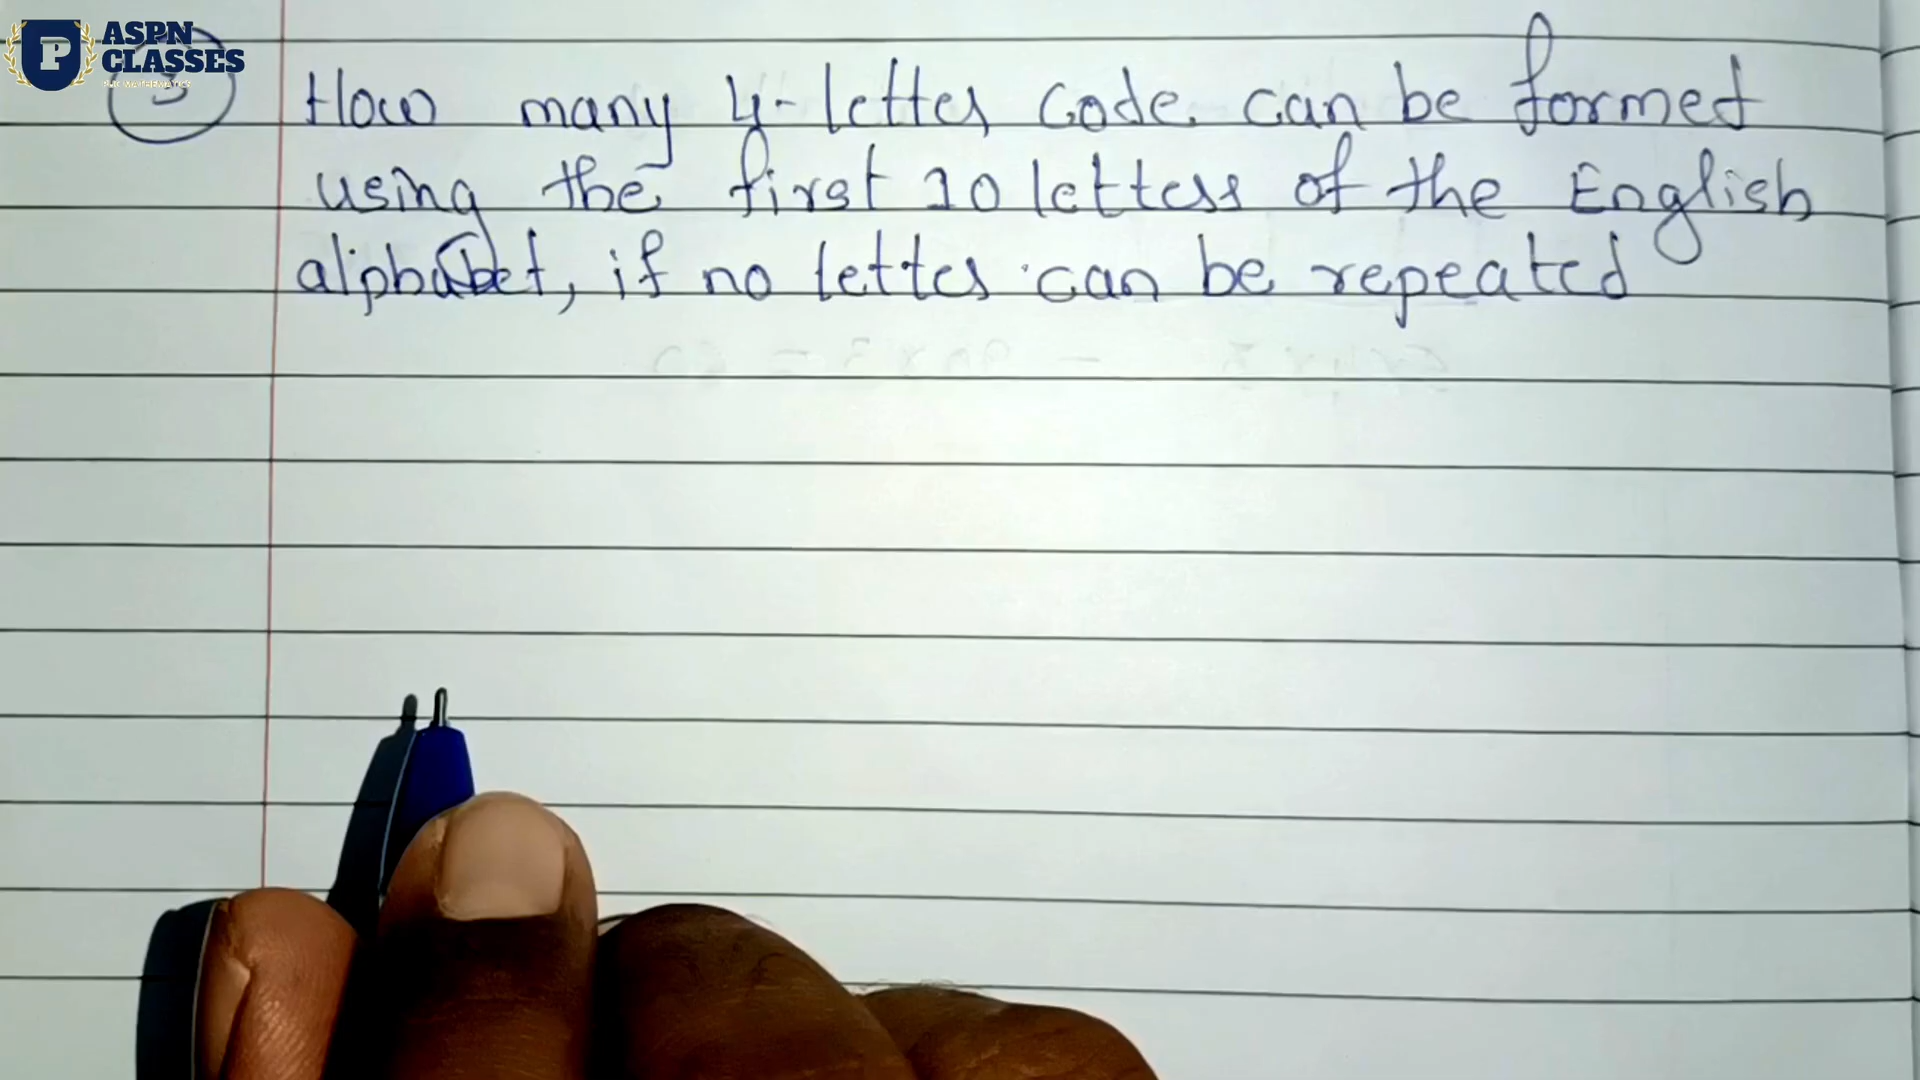 ASPN
CLASSES
3
How many 4-letter code can be formed
using the first 10 letters of the English
alphabet, if no letter can be repeated